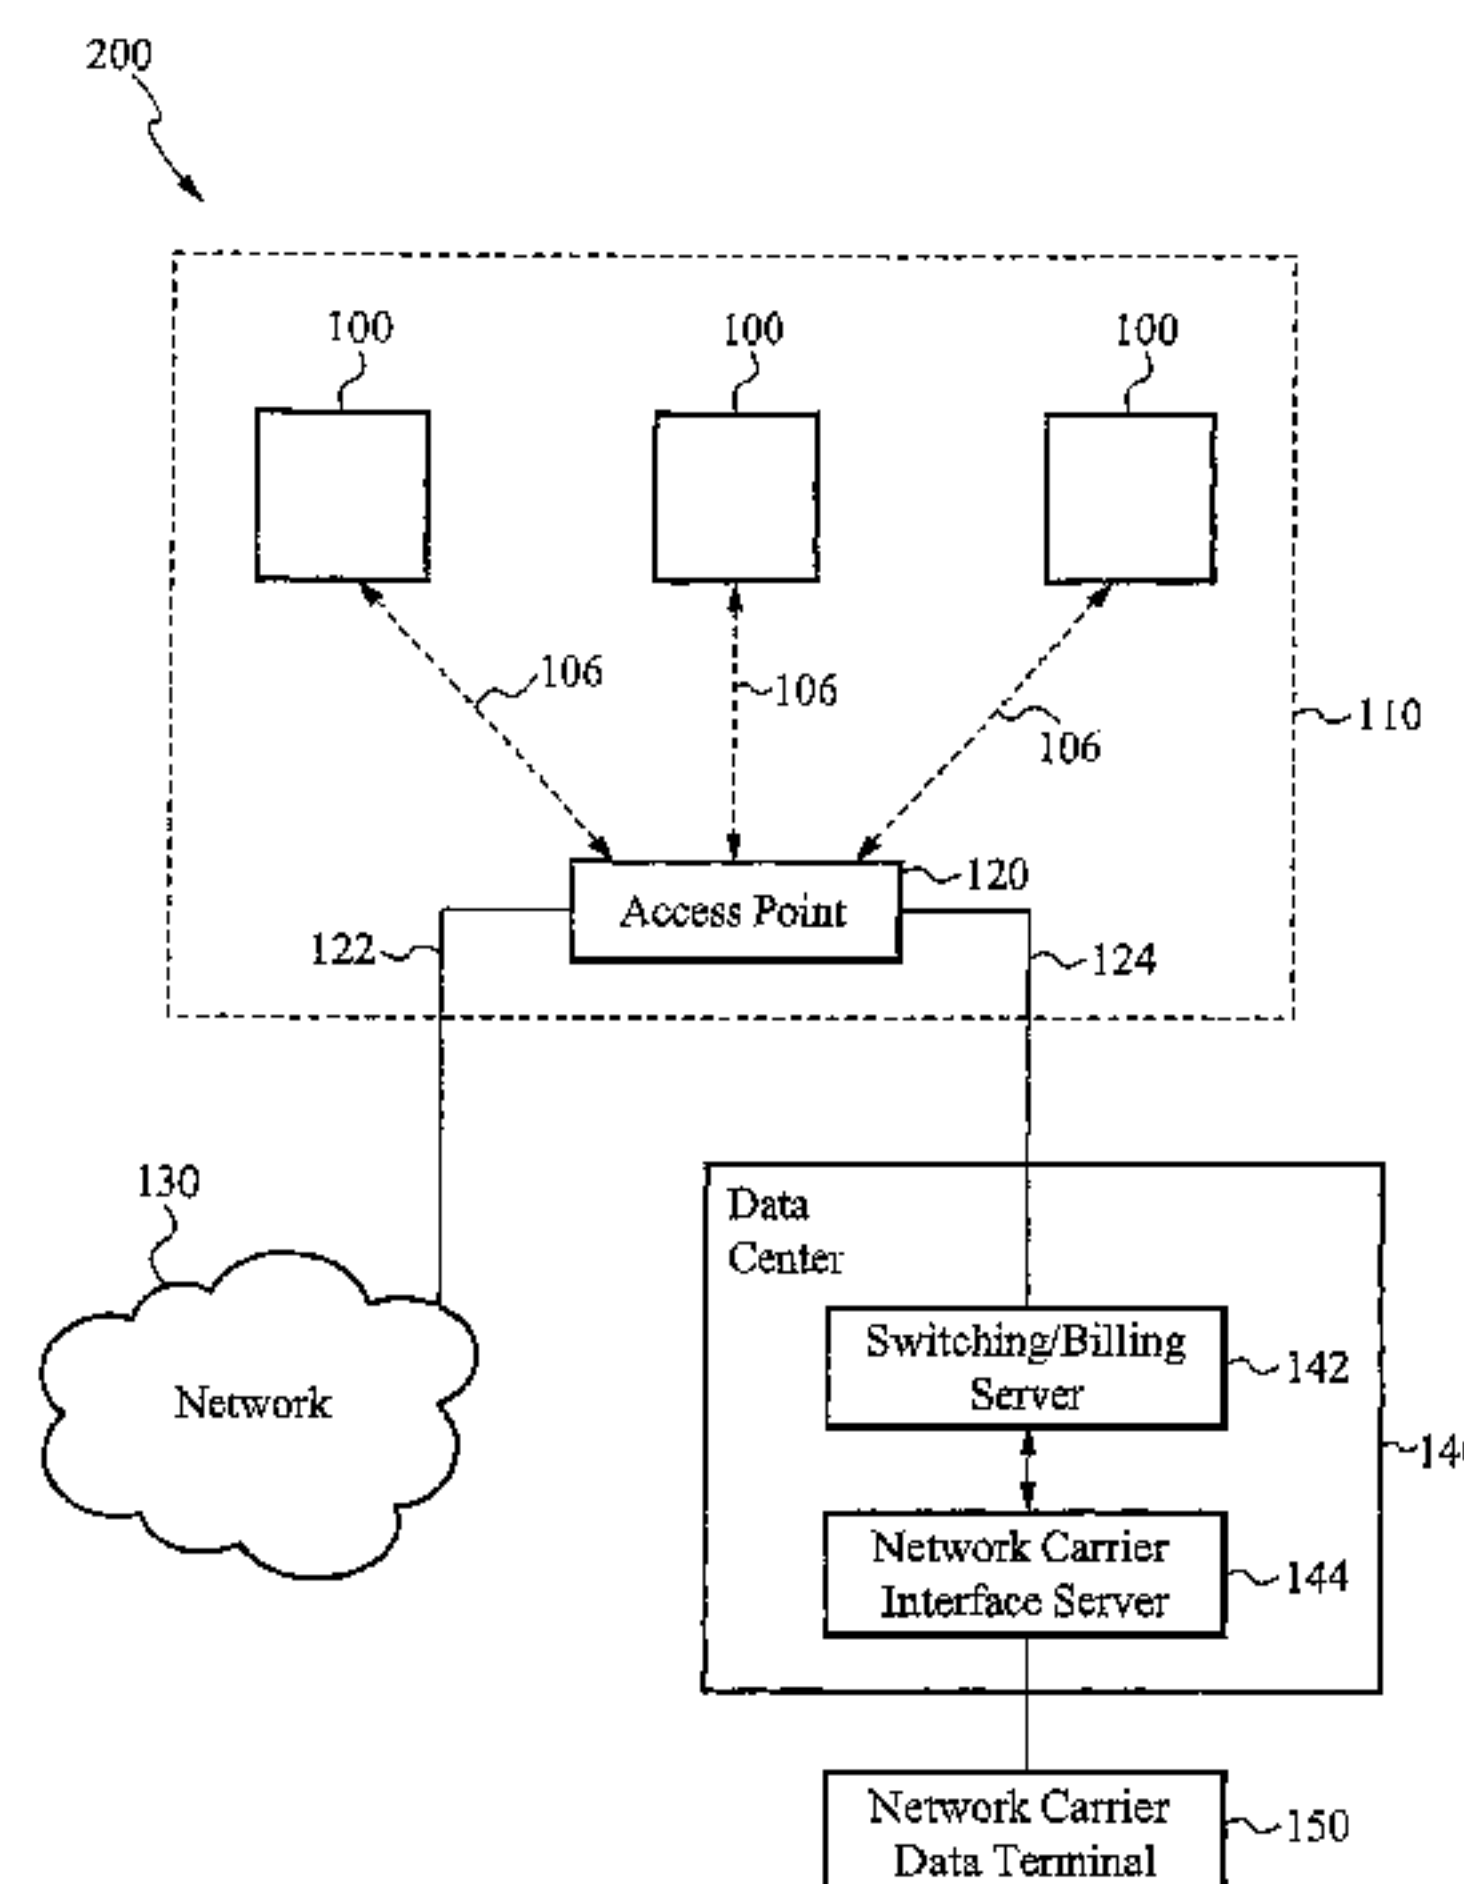 200
100
100
100
106
106
106
110
120
Access Point
122
124
130
Data
Center
Switching/Billing
Server
142
Network
Network Carrier
Interface Server
144
Network Carrier
Data Terminal
150